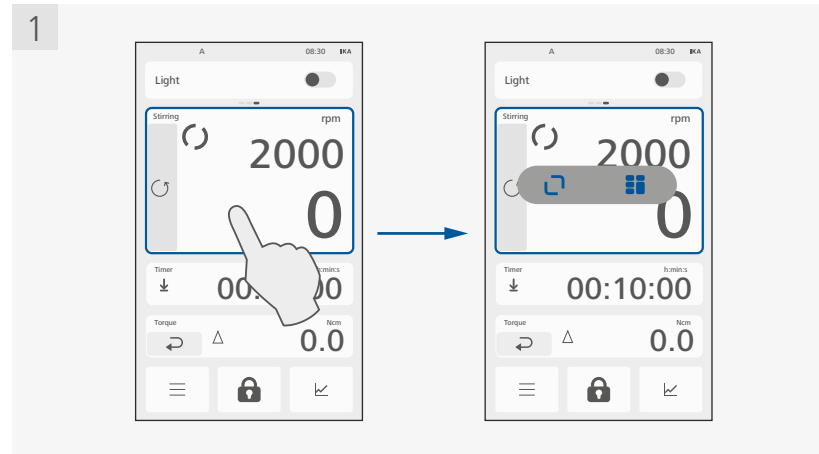 1
A 08:30 IKA
Light
Stirring rpm
2000
0
Timer h:min:s
00: 00
Torque Ncm
0.0
A 08:30 IKA
Light
Stirring rpm
2000
0
Timer h:min:s
00:10:00
Torque Ncm
0.0